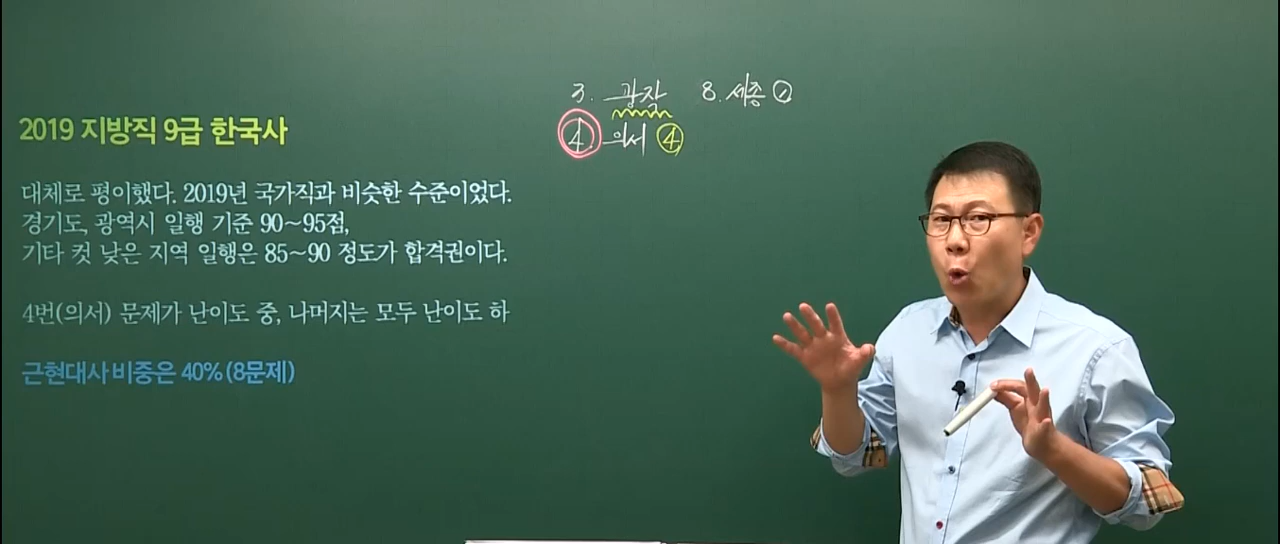 2019 지방직 9급 한국사
대체로 평이했다. 2019년 국가직과 비슷한 수준이었다.
경기도, 광역시 일행 기준 90~95점,
기타 컷 낮은 지역 일행은 85~90 정도가 합격권이다.
4번(의서) 문제가 난이도 중, 나머지는 모두 난이도 하
근현대사 비중은 40% (8문제)
3. 광작 8. 세종 ①
④. 의서 ④